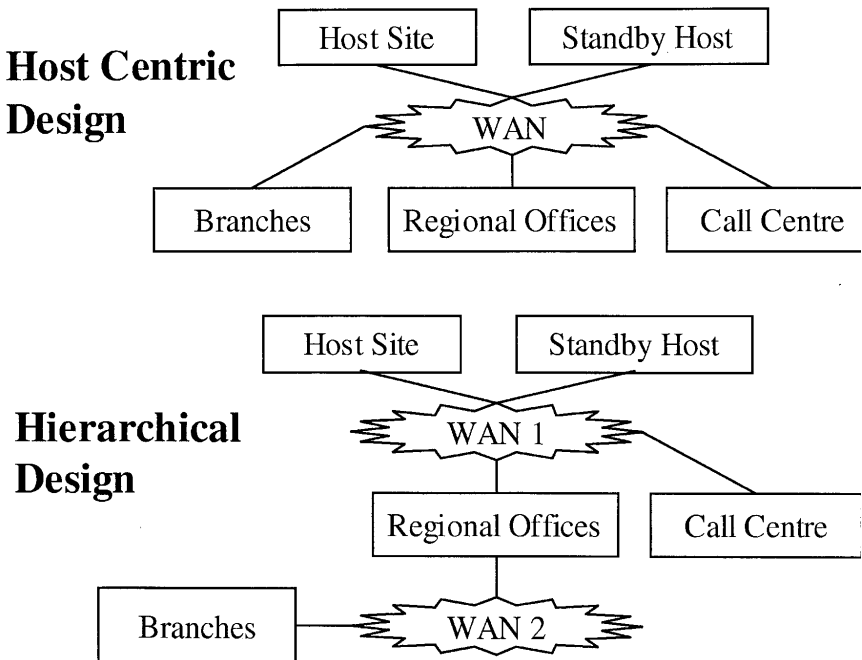 Host Site
Standby Host
Host Centric
Design
WAN
Branches
Regional Offices
Call Centre
Host Site
Standby Host
Hierarchical
Design
WAN 1
Regional Offices
Call Centre
Branches
WAN 2